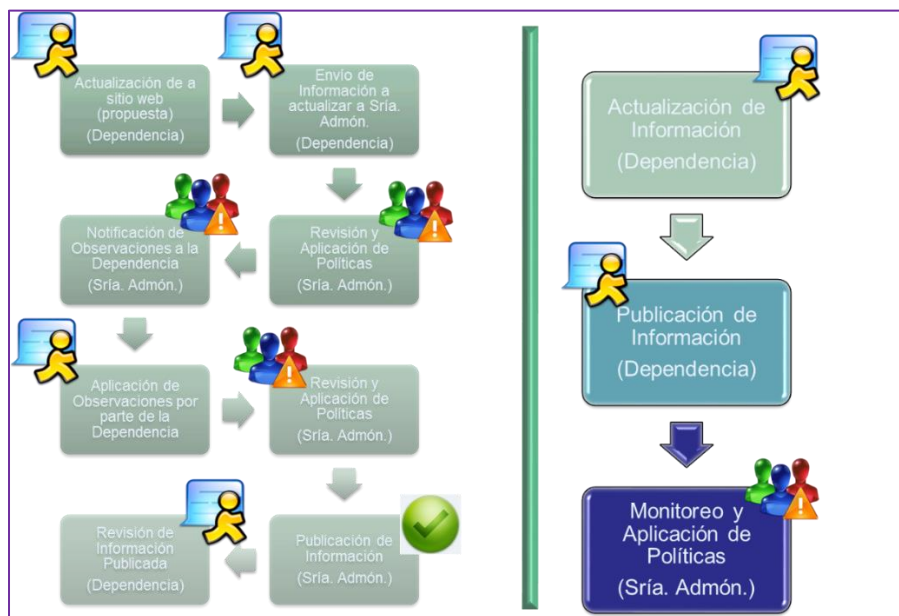 Actualización de a
sitio web
(propuesta)
(Dependencia)
Envío de
Información a
actualizar a Sría.
Admón.
(Dependencia)
Revisión y
Aplicación de
Políticas
(Sría. Admón.)
Notificación de
Observaciones a la
Dependencia
(Sría. Admón.)
Aplicación de
Observaciones por
parte de la
Dependencia
Revisión y
Aplicación de
Políticas
(Sría. Admón.)
Publicación de
Información
(Sría. Admón.)
Revisión de
Información
Publicada
(Dependencia)
Actualización de
Información
(Dependencia)
Publicación de
Información
(Dependencia)
Monitoreo y
Aplicación de
Políticas
(Sría. Admón.)